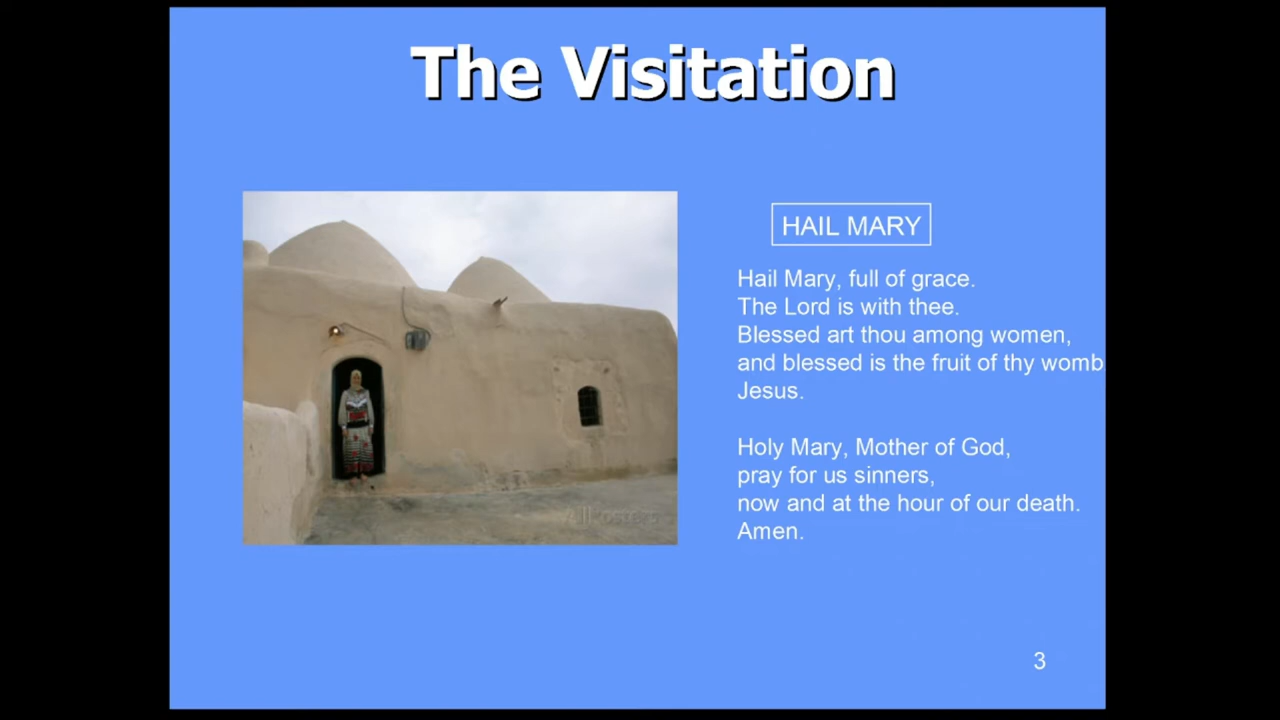 The Visitation
HAIL MARY
Hail Mary, full of grace.
The Lord is with thee.
Blessed art thou among women,
and blessed is the fruit of thy womb
Jesus.
Holy Mary, Mother of God,
pray for us sinners,
now and at the hour of our death.
Amen.
AllPosters
3